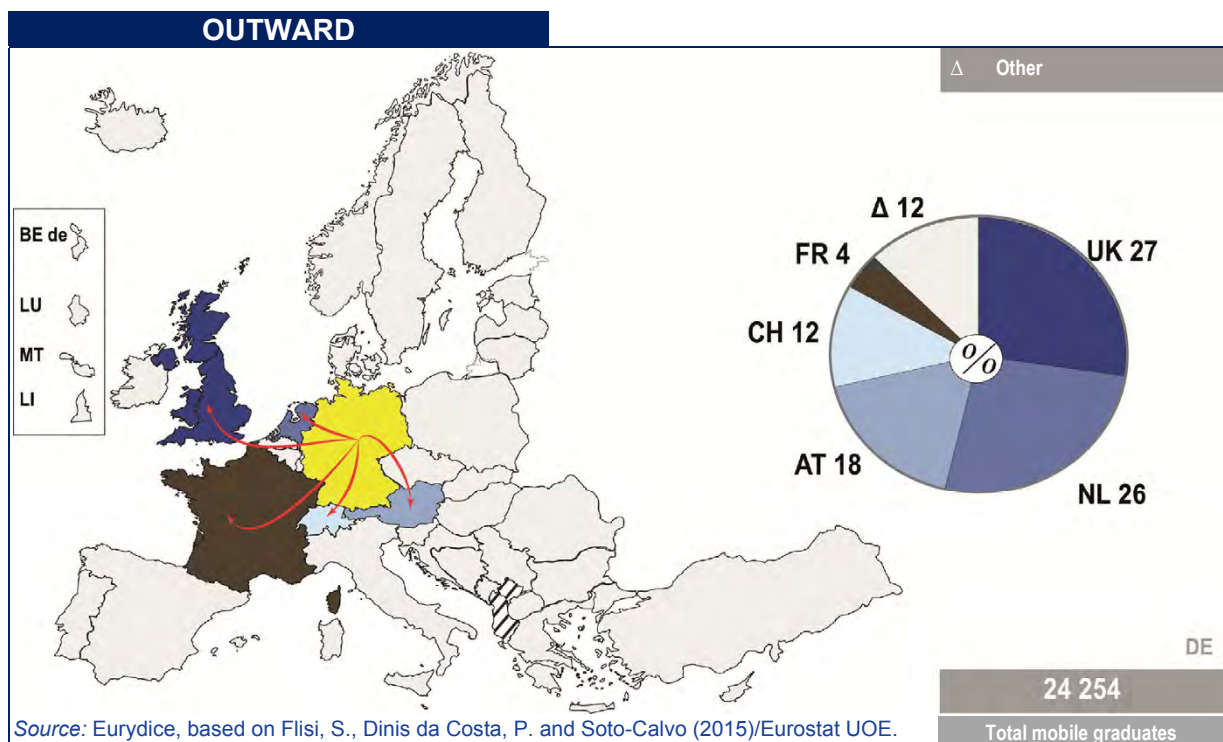 OUTWARD
Δ Other
BE de
LU
MT
LI
Δ 12
FR 4
UK 27
CH 12
%
AT 18
NL 26
DE
24 254
Total mobile graduates
Source: Eurydice, based on Flisi, S., Dinis da Costa, P. and Soto-Calvo (2015)/Eurostat UOE.